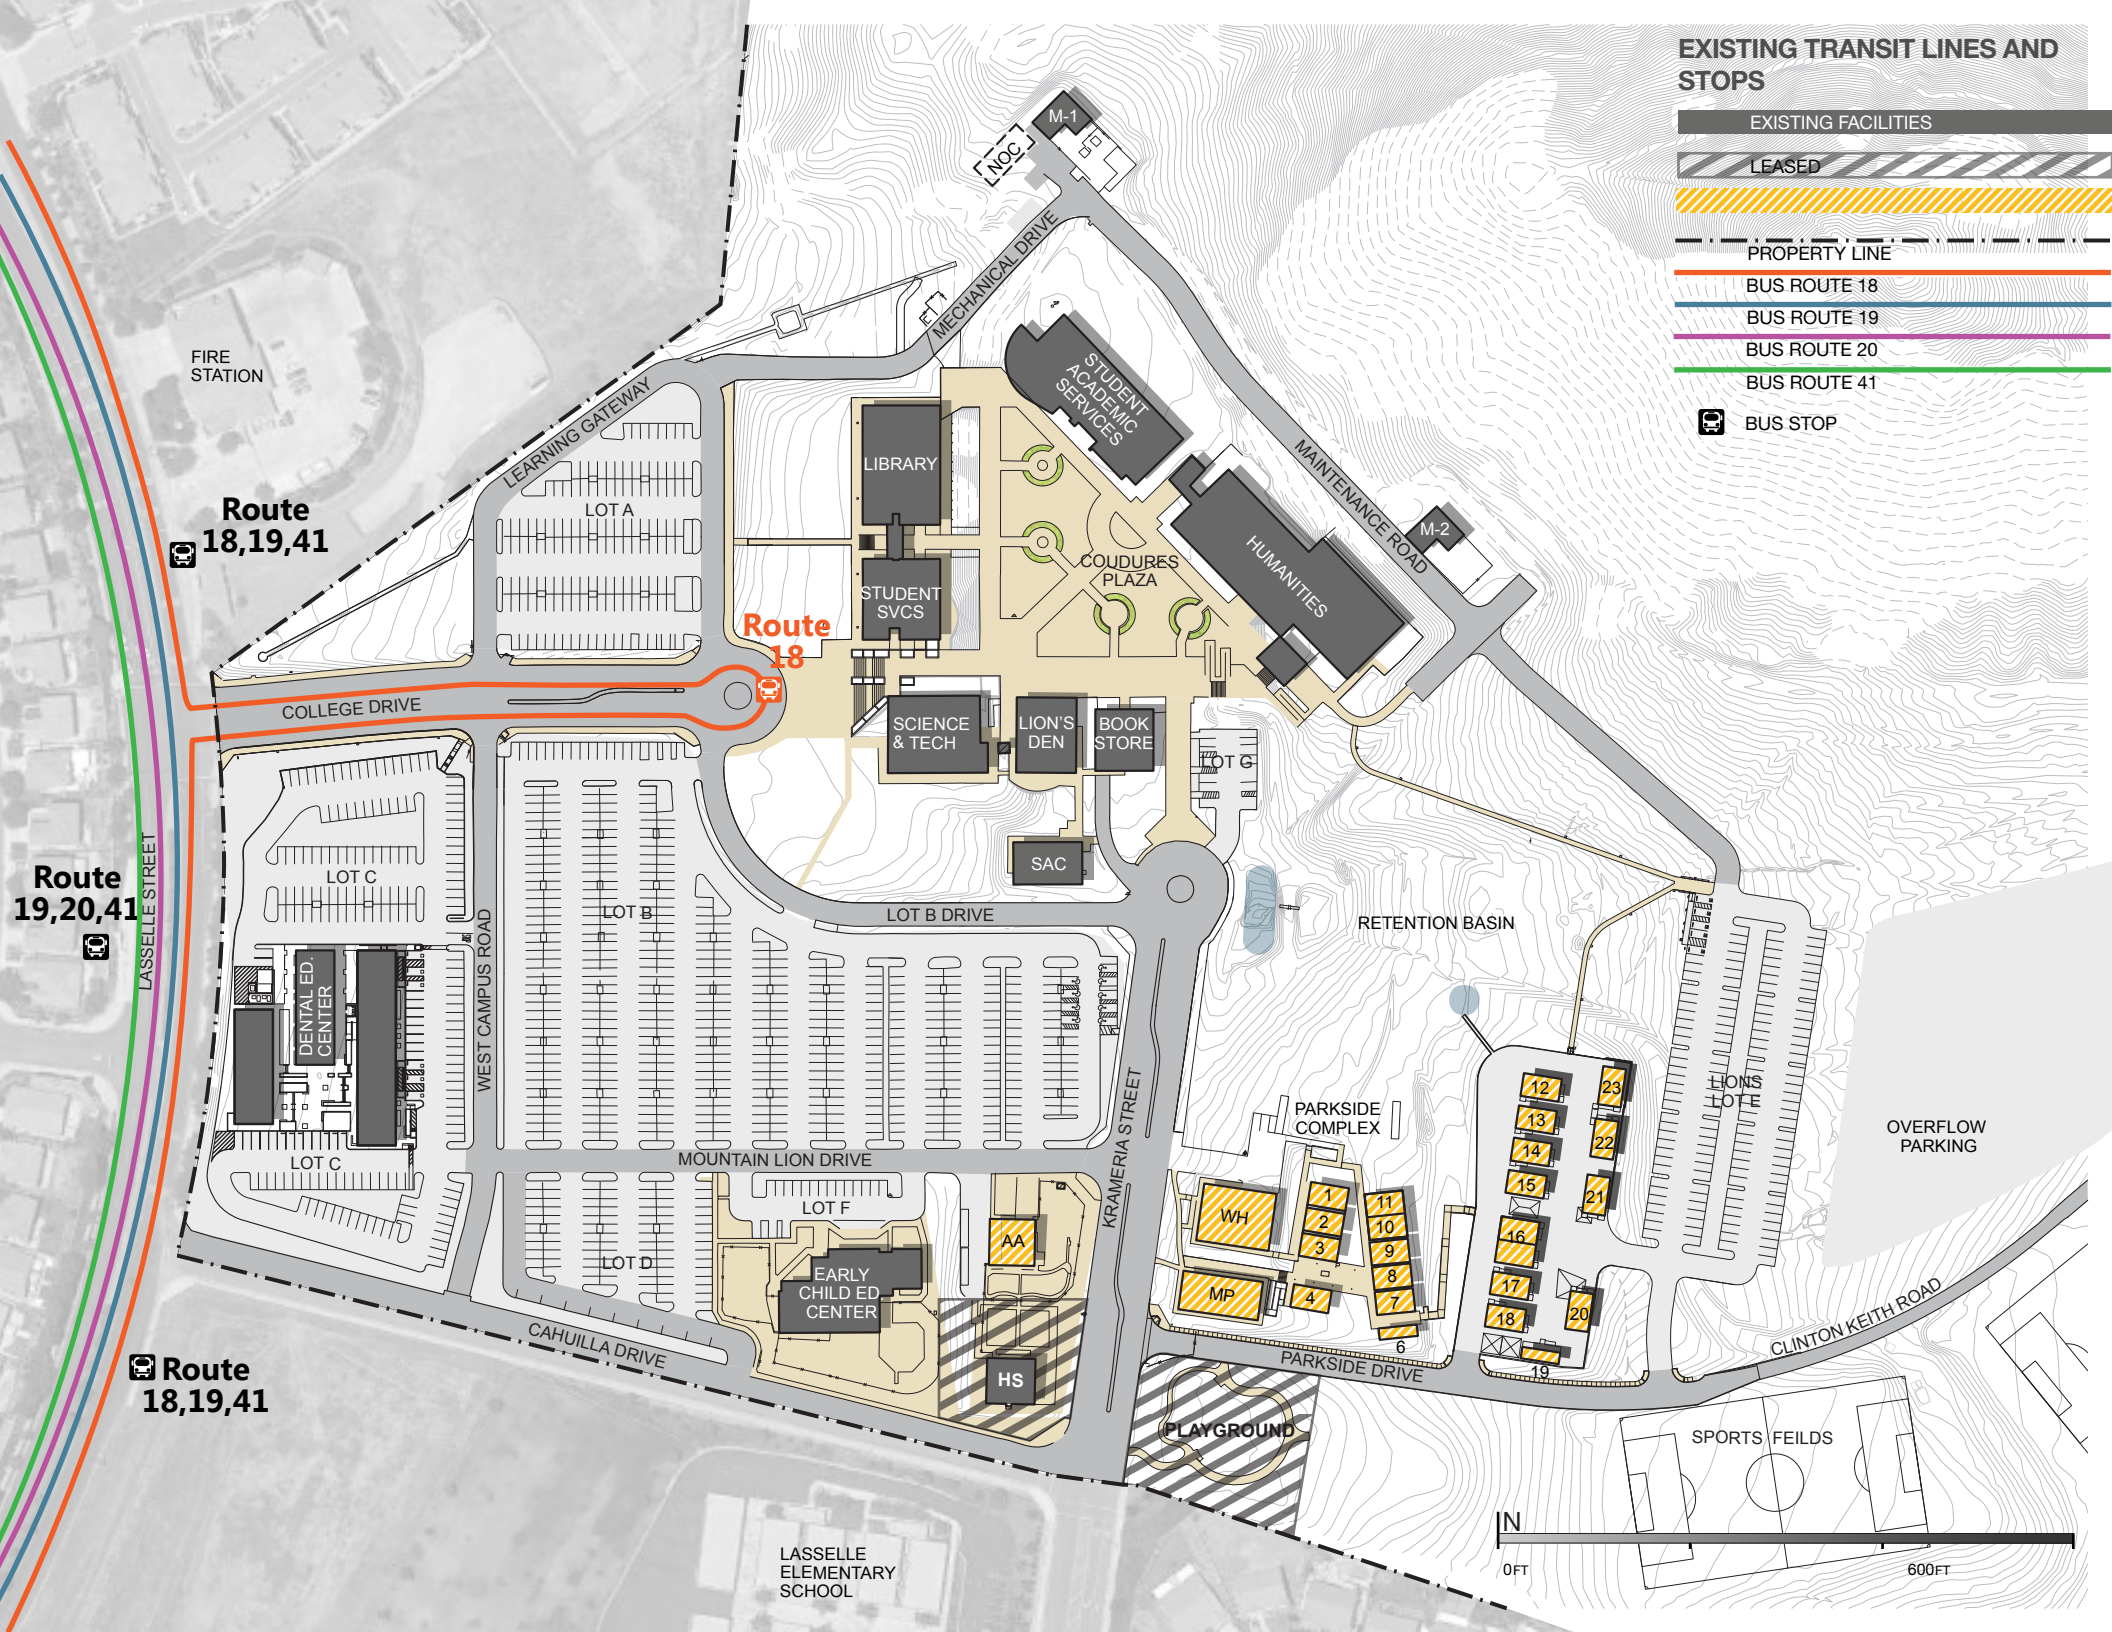 EXISTING TRANSIT LINES AND
STOPS
EXISTING FACILITIES
LEASED
PROPERTY LINE
BUS ROUTE 18
BUS ROUTE 19
BUS ROUTE 20
BUS ROUTE 41
BUS STOP
M-1
NOC
MECHANICAL DRIVE
FIRE
STATION
LEARNING GATEWAY
STUDENT
ACADEMIC
SERVICES
LIBRARY
MAINTENANCE ROAD
M-2
LOT A
Route
18,19,41
HUMANITIES
COUDURES
PLAZA
STUDENT
SVCS
Route
18
COLLEGE DRIVE
SCIENCE
& TECH
LION'S
DEN
BOOK
STORE
LOT G
SAC
LOT C
Route
19,20,41
LASSELLE STREET
LOT B
LOT B DRIVE
RETENTION BASIN
WEST CAMPUS ROAD
DENTAL ED.
CENTER
KRAMERIA STREET
PARKSIDE
COMPLEX
12
13
14
15
16
17
18
19
20
21
22
23
LIONS
LOT E
OVERFLOW
PARKING
MOUNTAIN LION DRIVE
LOT C
LOT F
LOT D
WH
MP
1
2
3
4
11
10
9
8
7
6
AA
EARLY
CHILD ED
CENTER
HS
CAHUILLA DRIVE
PARKSIDE DRIVE
CLINTON KEITH ROAD
Route
18,19,41
PLAYGROUND
SPORTS FEILDS
N
0FT
600FT
LASSELLE
ELEMENTARY
SCHOOL